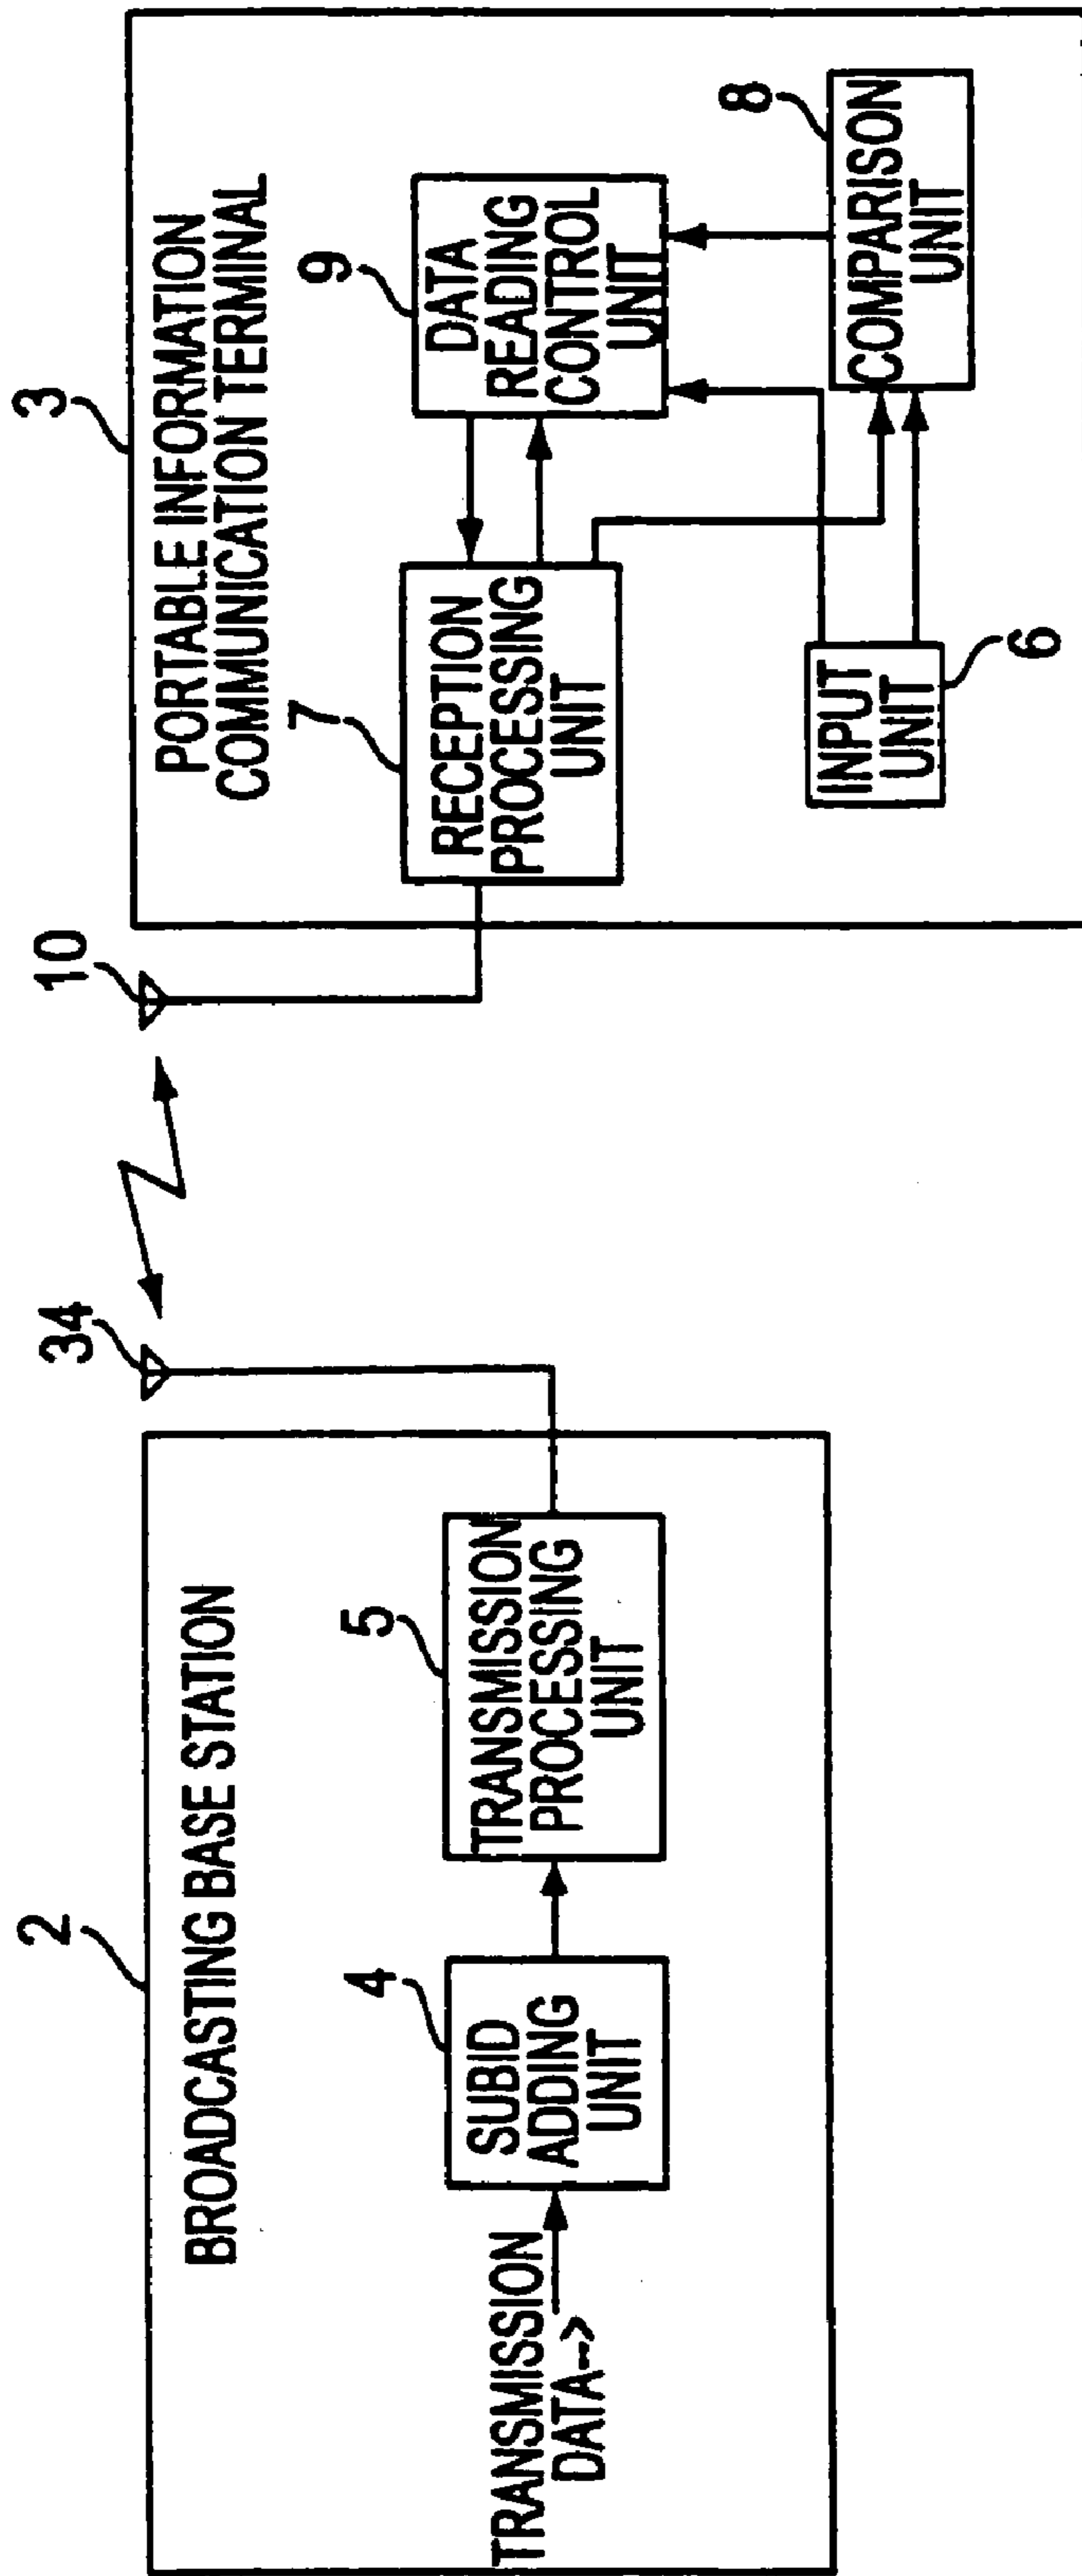 2
BROADCASTING BASE STATION
TRANSMISSION
DATA-->
4
SUBID
ADDING
UNIT
5
TRANSMISSION
PROCESSING
UNIT
34
10
3
PORTABLE INFORMATION
COMMUNICATION TERMINAL
7
RECEPTION
PROCESSING
UNIT
9
DATA
READING
CONTROL
UNIT
INPUT
UNIT
6
8
COMPARISON
UNIT